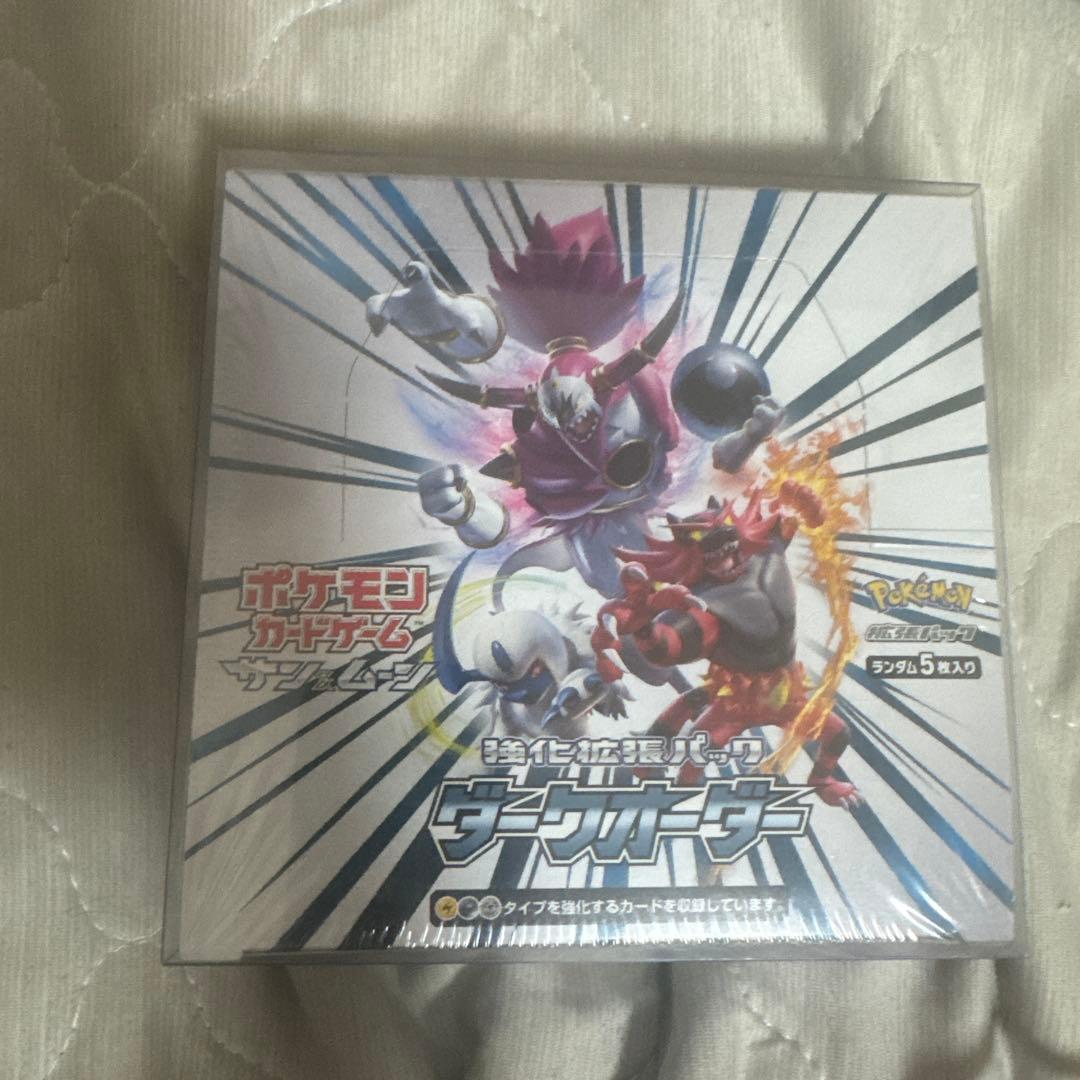 ポケモン
カードゲーム™
サン&ムーン
Pokémon
拡張パック
ランダム5枚入り
強化拡張パック
ダークオーダー
タイプを強化するカードを収録しています。